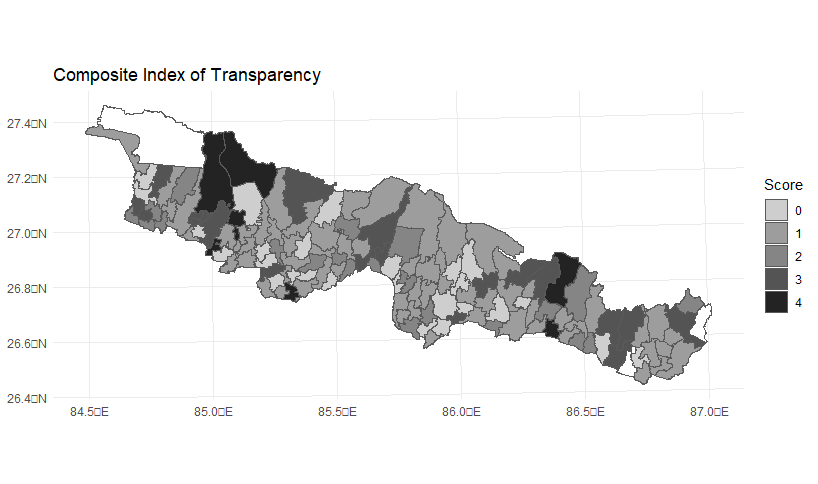 Composite Index of Transparency
27.4□N
27.2□N
27.0□N
26.8□N
26.6□N
26.4□N
84.5□E
85.0□E
85.5□E
86.0□E
86.5□E
87.0□E
Score
0
1
2
3
4